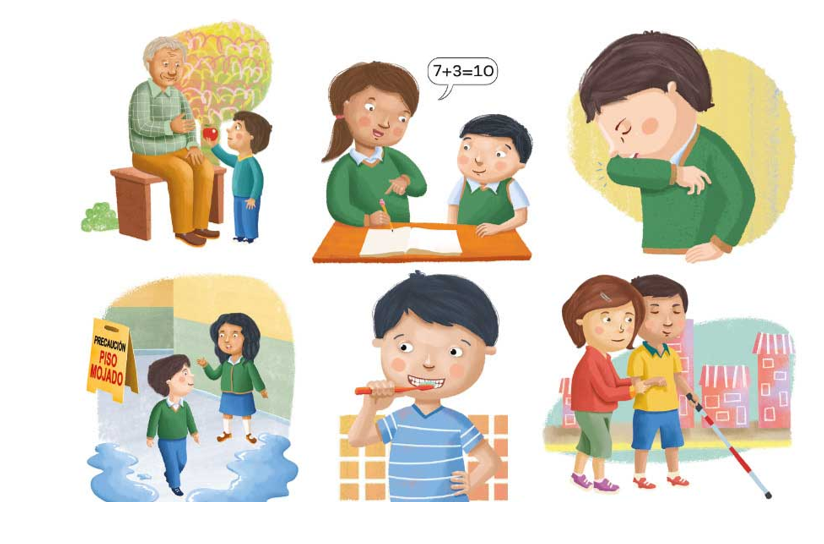 7+3=10
PRECAUCIÓN
PISO
MOJADO